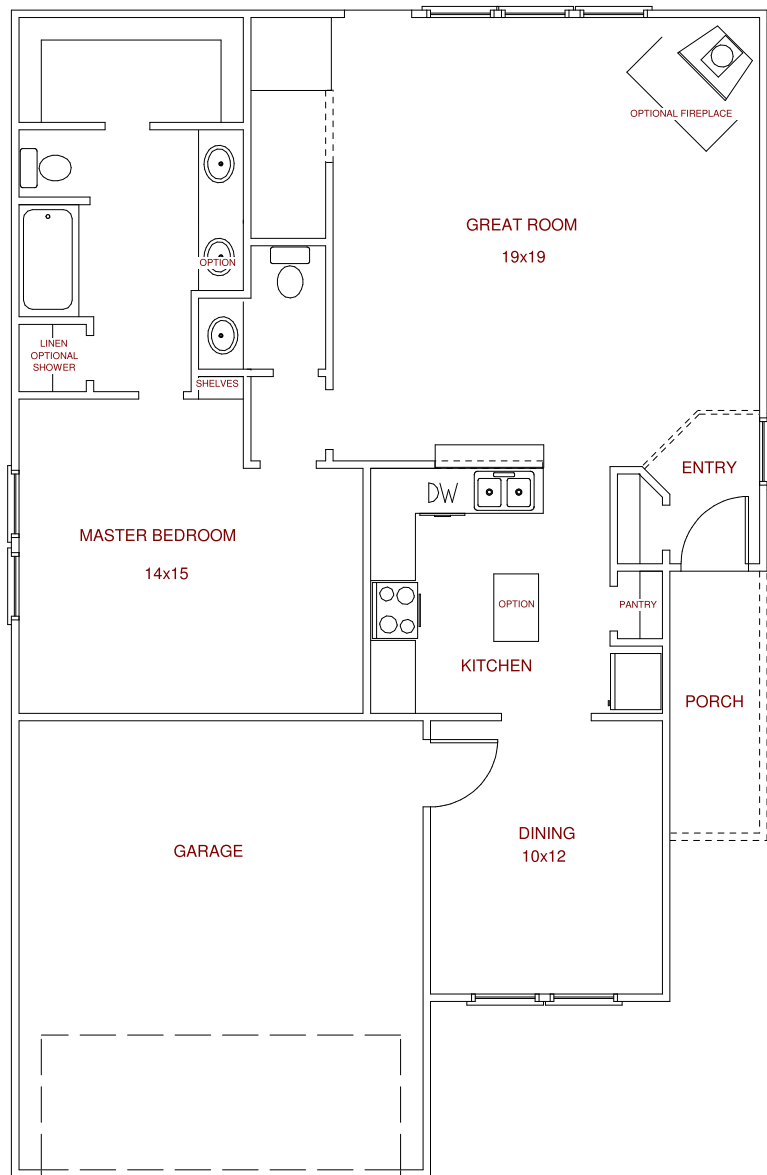 OPTIONAL FIREPLACE
GREAT ROOM
19x19
OPTION
LINEN
OPTIONAL
SHOWER
SHELVES
ENTRY
DW
MASTER BEDROOM
14x15
OPTION
PANTRY
KITCHEN
PORCH
DINING
10x12
GARAGE